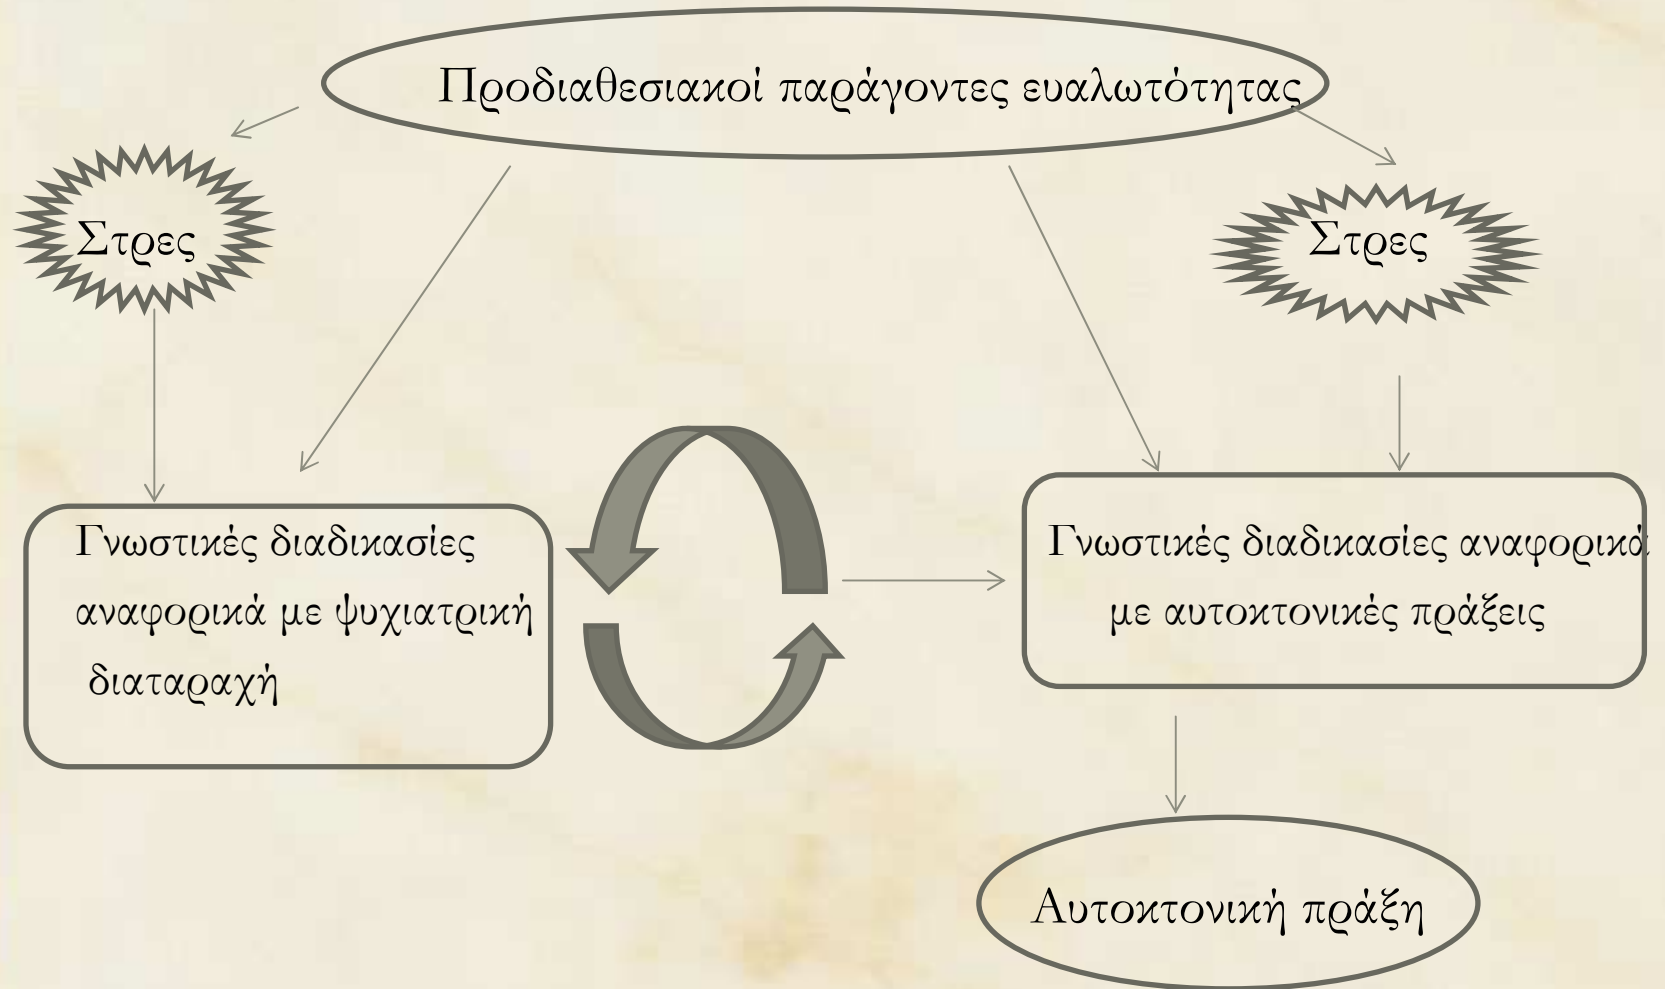 Προδιαθεσιακοί παράγοντες ευαλωτότητας
Στρες
Στρες
Γνωστικές διαδικασίες
αναφορικά με ψυχιατρική
διαταραχή
Γνωστικές διαδικασίες αναφορικά
με αυτοκτονικές πράξεις
Αυτοκτονική πράξη